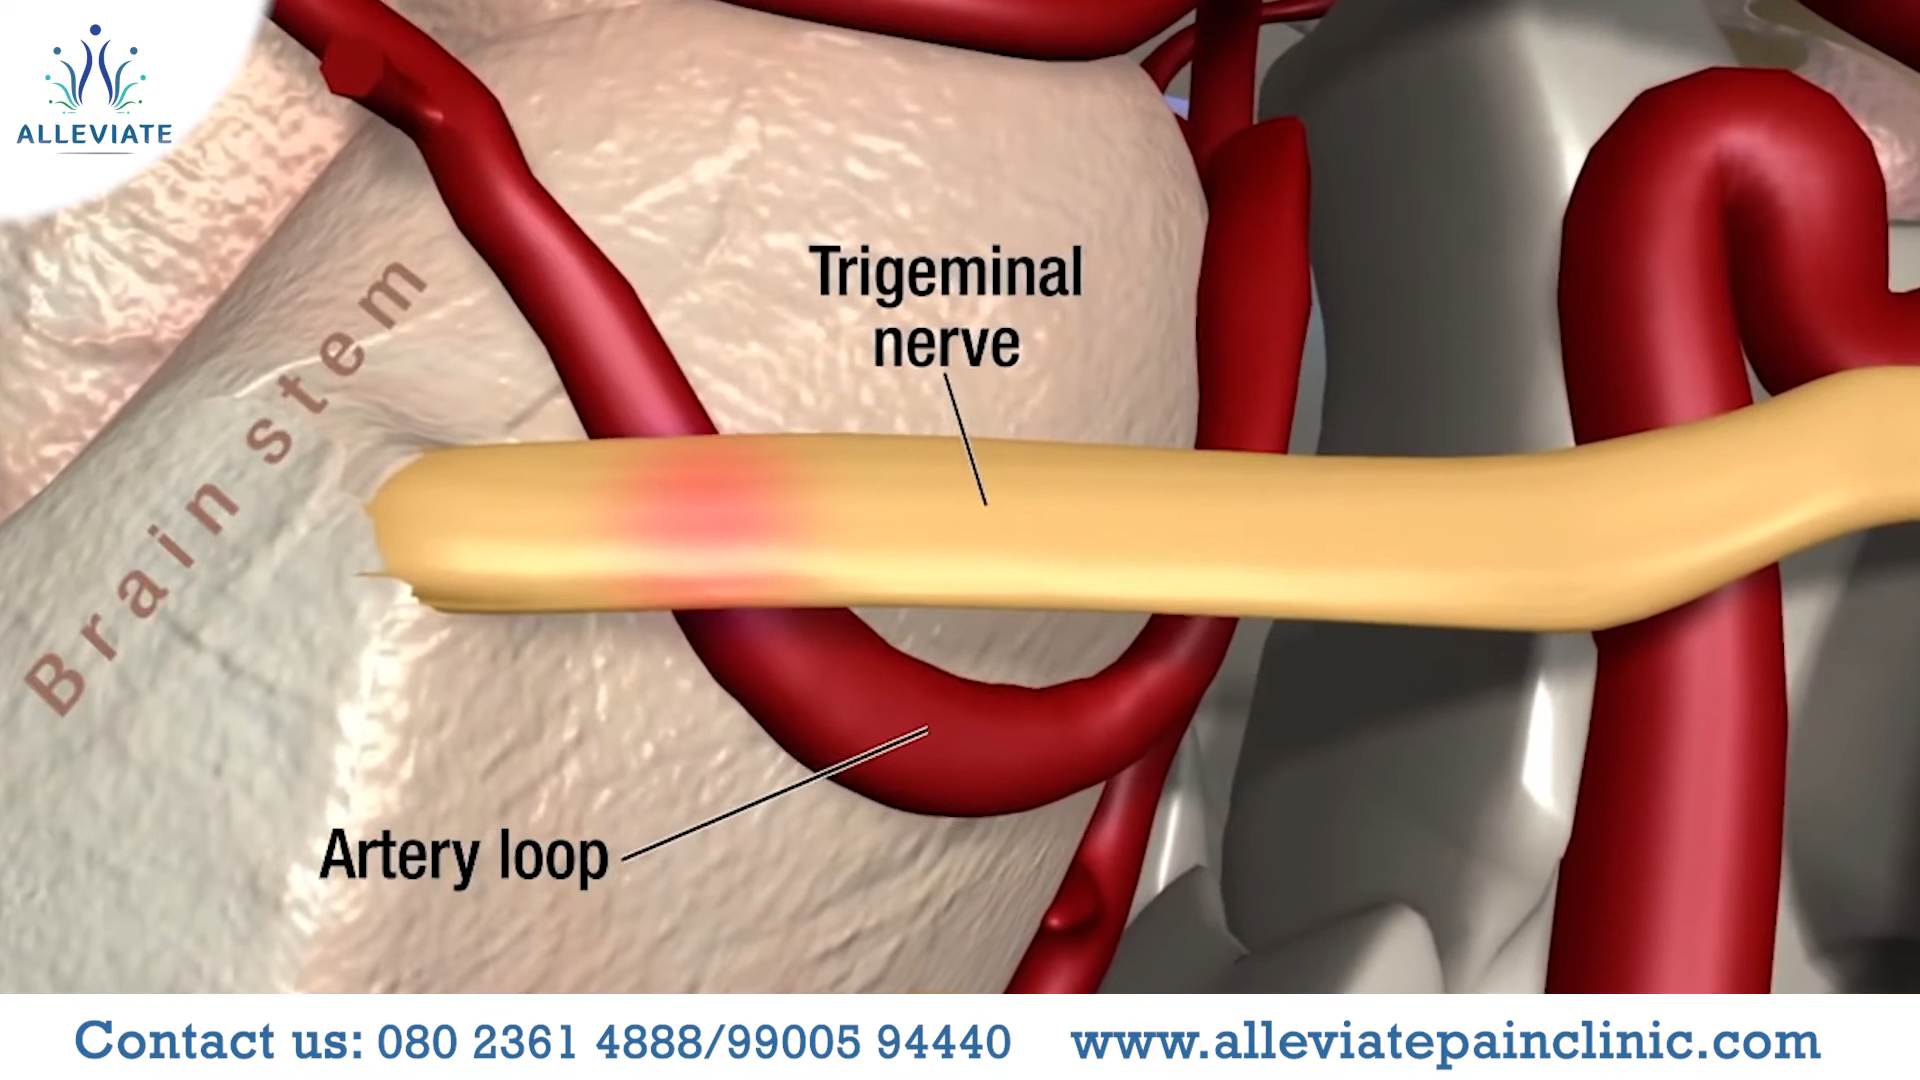 ALLEVIATE
Trigeminal
nerve
Brain stem
Artery loop
Contact us: 080 2361 4888/99005 94440 www.alleviatepainclinic.com